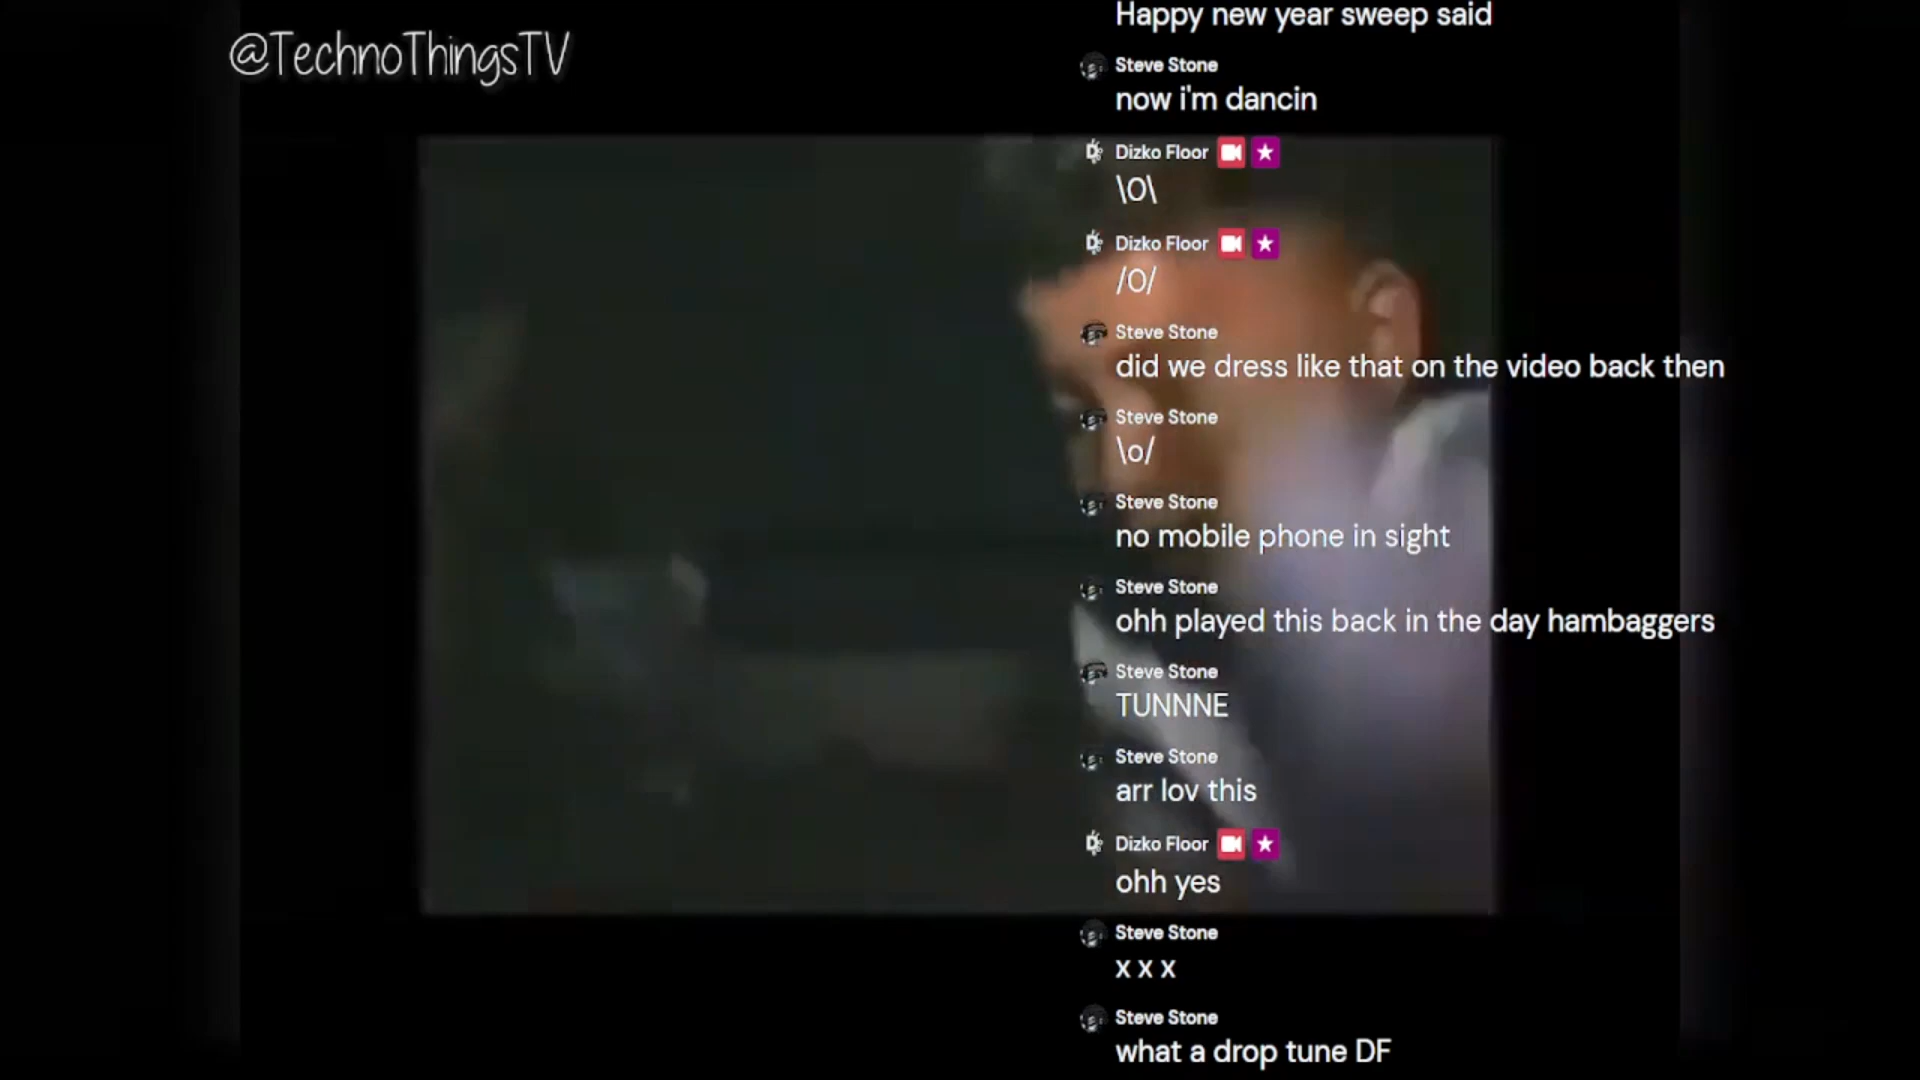 @TechnoThingsTV
Happy new year sweep said
Steve Stone
now i'm dancin
Dizko Floor
\O\
Dizko Floor
/O/
Steve Stone
did we dress like that on the video back then
Steve Stone
\o/
Steve Stone
no mobile phone in sight
Steve Stone
ohh played this back in the day hambaggers
Steve Stone
TUNNNE
Steve Stone
arr lov this
Dizko Floor
ohh yes
Steve Stone
x x x
Steve Stone
what a drop tune DF